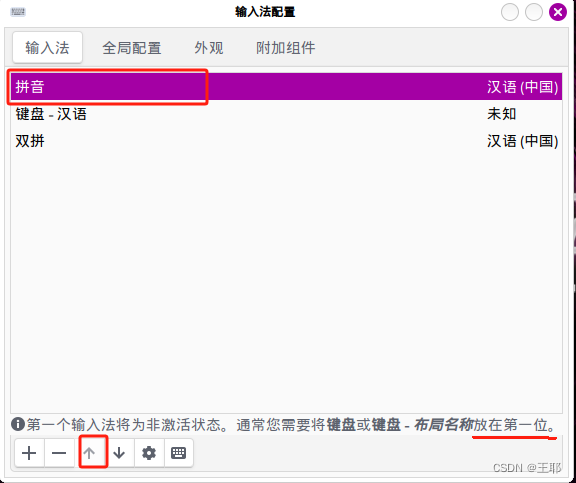 输入法配置
输入法 全局配置 外观 附加组件
拼音 汉语 (中国)
键盘 - 汉语 未知
双拼 汉语 (中国)
第一个输入法将为非激活状态。通常您需要将键盘或键盘 - 布局名称放在第一位。
CSDN @王耶